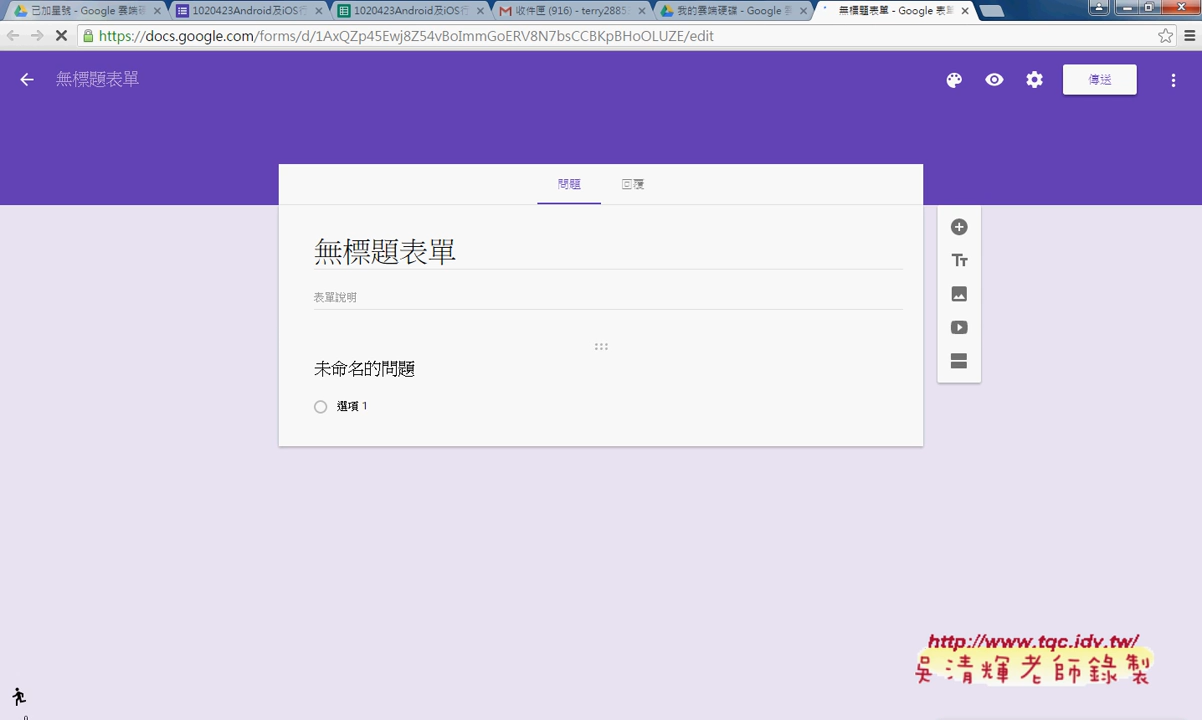 已加星號 - Google 雲端硬
1020423Android及iOS行
1020423Android及iOS行
收件匣 (916) - terry288
我的雲端硬碟 - Google 雲
無標題表單 - Google 表單
https://docs.google.com/forms/d/1AxQZp45Ewj8Z54vBoImmGoERV8N7bsCCBKpBHoOLUZE/edit
無標題表單
傳送
問題
回覆
無標題表單
表單說明
未命名的問題
選項 1
http://www.tqc.idv.tw/
吳清輝老師錄製